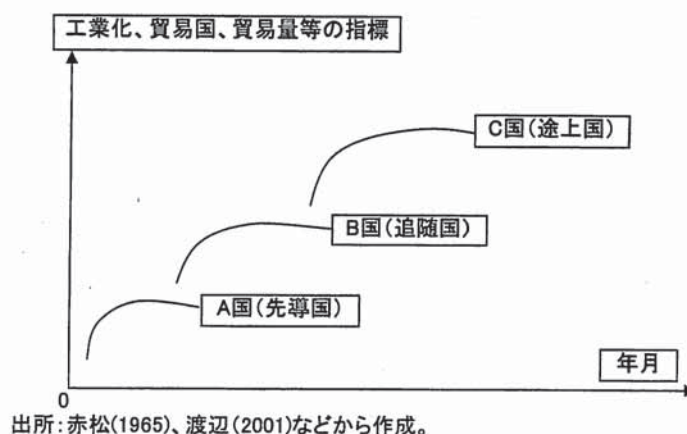 工業化、貿易国、貿易量等の指標
C国(途上国)
B国(追随国)
A国(先導国)
年月
0
出所:赤松(1965)、渡辺(2001)などから作成。